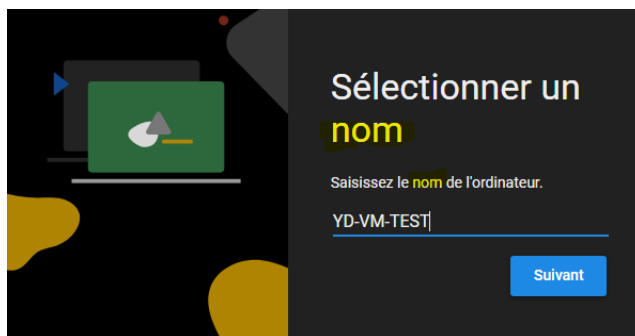 Sélectionner un
nom
Saisissez le nom de l'ordinateur.
YD-VM-TEST
Suivant